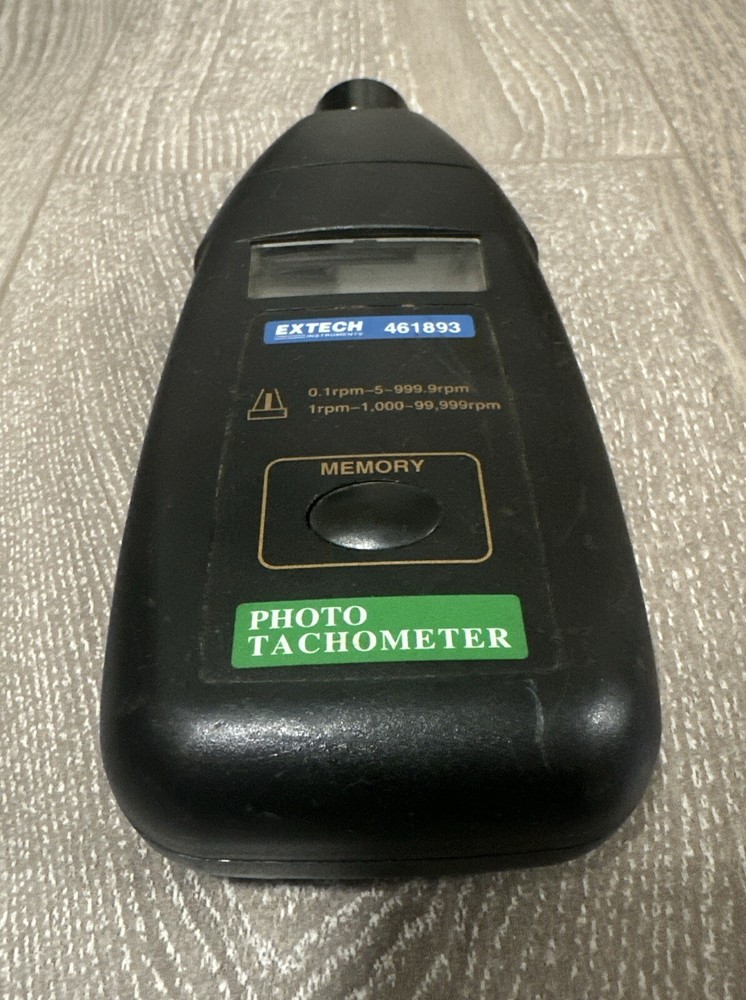 EXTECH 461893
INSTRUMENTS
0.1rpm–5~999.9rpm
1rpm–1,000~99,999rpm
MEMORY
PHOTO
TACHOMETER